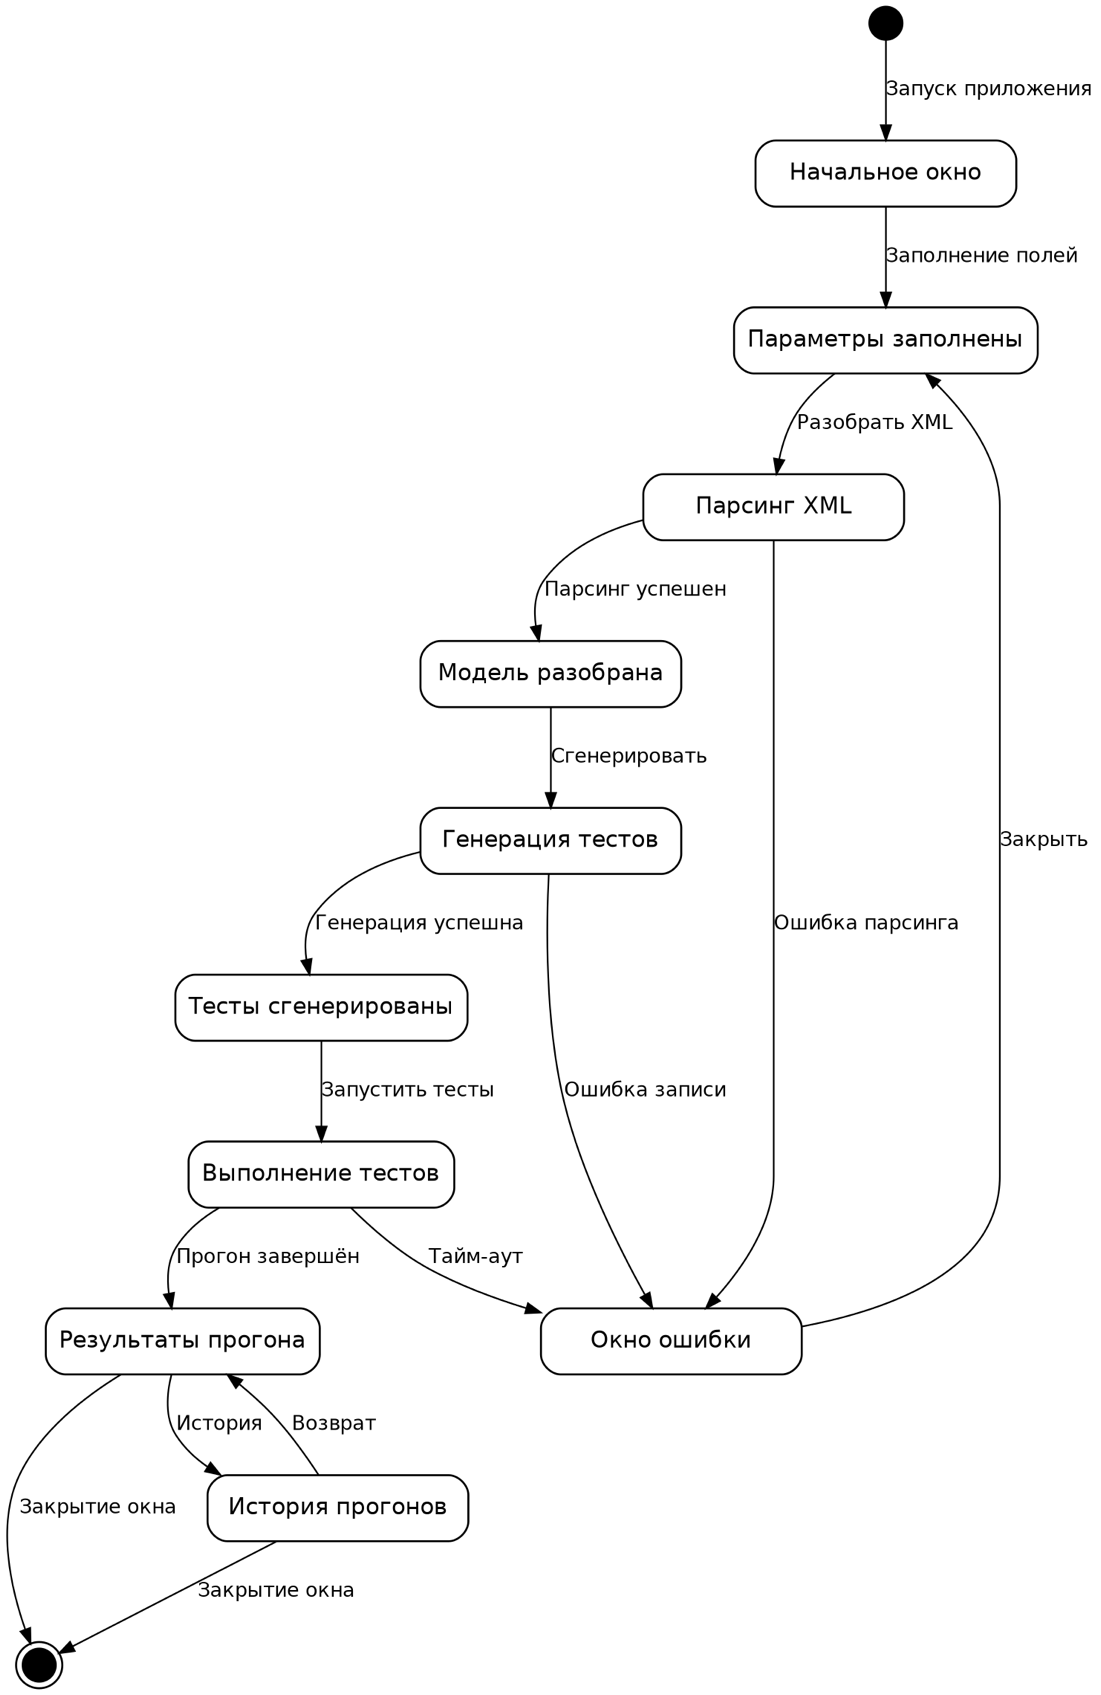 Запуск приложения
Начальное окно
Заполнение полей
Параметры заполнены
Разобрать XML
Парсинг XML
Парсинг успешен
Модель разобрана
Сгенерировать
Генерация тестов
Закрыть
Генерация успешна
Ошибка парсинга
Тесты сгенерированы
Запустить тесты
Ошибка записи
Выполнение тестов
Прогон завершён
Тайм-аут
Результаты прогона
Окно ошибки
История
Возврат
Закрытие окна
История прогонов
Закрытие окна